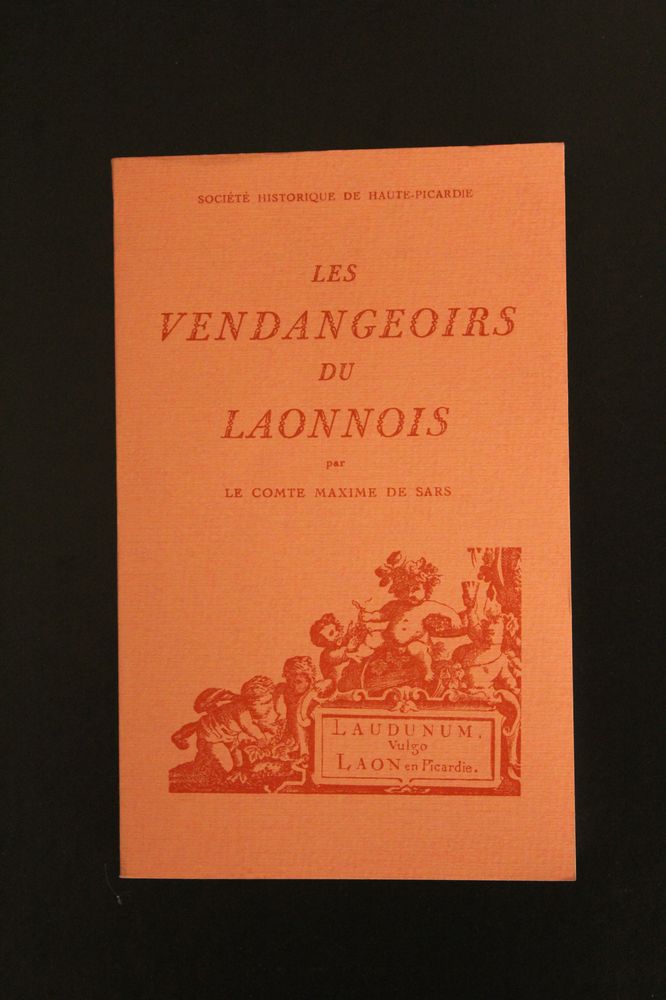 SOCIÉTÉ HISTORIQUE DE HAUTE-PICARDIE
LES
VENDANGEOIRS
DU
LAONNOIS
par
LE COMTE MAXIME DE SARS
LAUDUNUM,
Vulgo
LAON en Picardie.